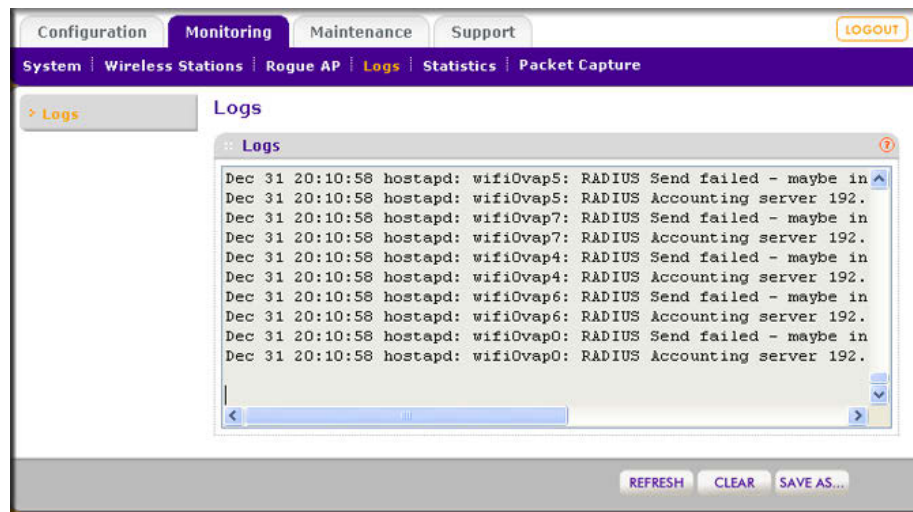 Configuration Monitoring Maintenance Support LOGOUT
System Wireless Stations Rogue AP Logs Statistics Packet Capture
Logs
Logs
Logs
Dec 31 20:10:58 hostapd: wifi0vap5: RADIUS Send failed - maybe in
Dec 31 20:10:58 hostapd: wifi0vap5: RADIUS Accounting server 192.
Dec 31 20:10:58 hostapd: wifi0vap7: RADIUS Send failed - maybe in
Dec 31 20:10:58 hostapd: wifi0vap7: RADIUS Accounting server 192.
Dec 31 20:10:58 hostapd: wifi0vap4: RADIUS Send failed - maybe in
Dec 31 20:10:58 hostapd: wifi0vap4: RADIUS Accounting server 192.
Dec 31 20:10:58 hostapd: wifi0vap6: RADIUS Send failed - maybe in
Dec 31 20:10:58 hostapd: wifi0vap6: RADIUS Accounting server 192.
Dec 31 20:10:58 hostapd: wifi0vap0: RADIUS Send failed - maybe in
Dec 31 20:10:58 hostapd: wifi0vap0: RADIUS Accounting server 192.
REFRESH CLEAR SAVE AS...